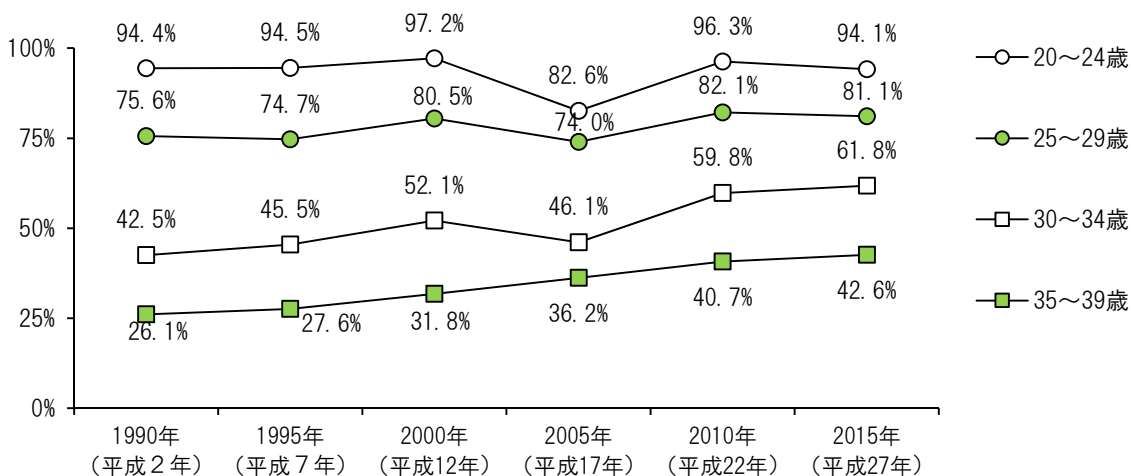 94.4% 94.5% 97.2% 82.6% 96.3% 94.1%
100%
75.6% 74.7% 80.5% 74.0% 82.1% 81.1%
75%
42.5% 45.5% 52.1% 46.1% 59.8% 61.8%
50%
26.1% 27.6% 31.8% 36.2% 40.7% 42.6%
25%
0%
1990年 1995年 2000年 2005年 2010年 2015年
（平成２年） （平成７年） （平成12年） （平成17年） （平成22年） （平成27年）
20～24歳
25～29歳
30～34歳
35～39歳